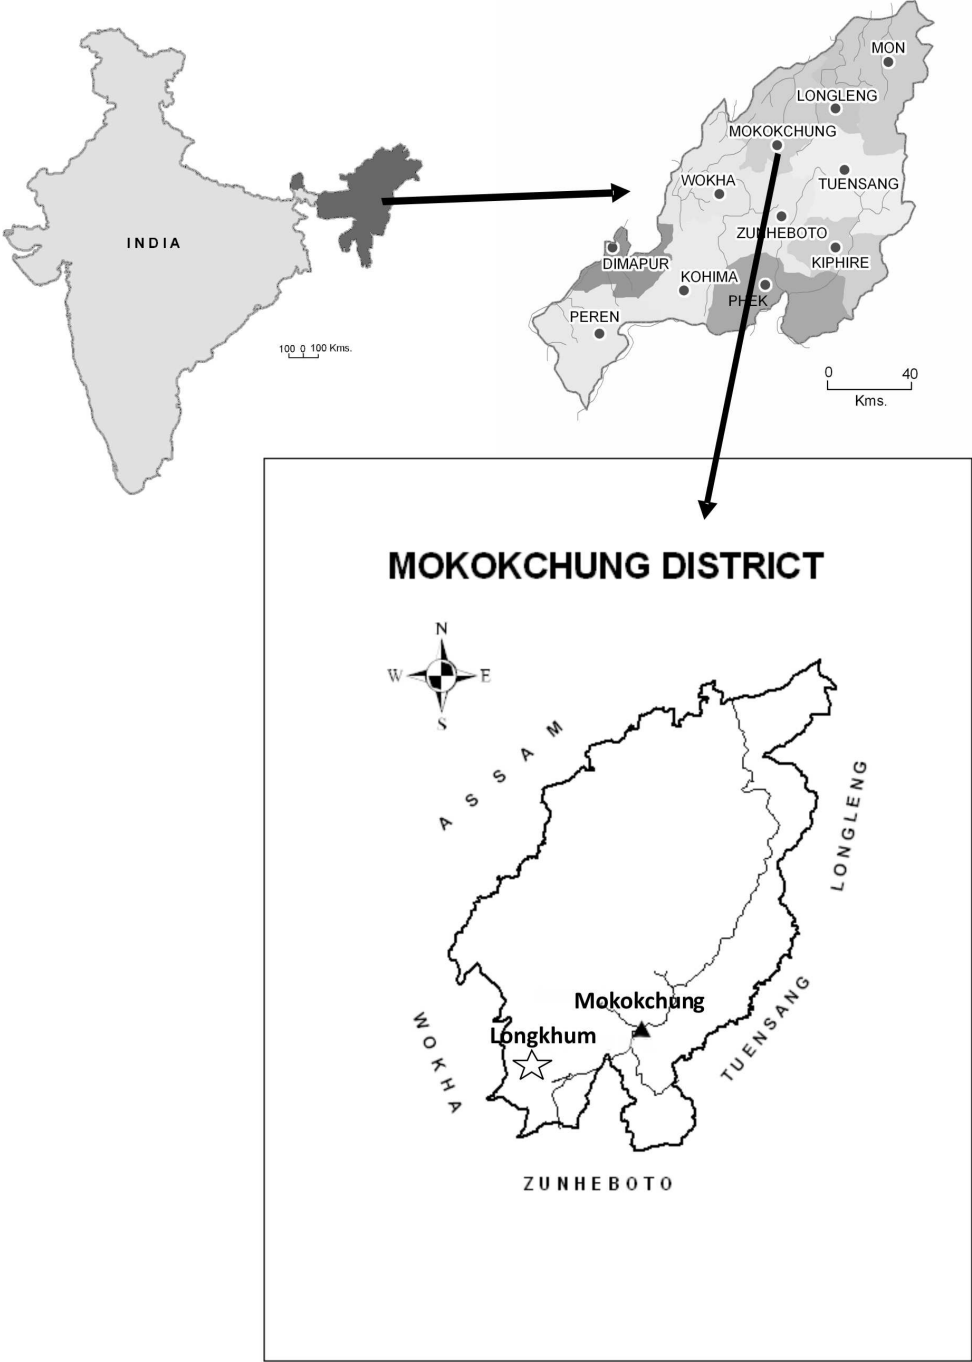 INDIA
100 0 100 Kms.
MON
LONGLENG
MOKOKCHUNG
WOKHA
TUENSANG
ZUNHEBOTO
DIMAPUR
KIPHIRE
KOHIMA
PHEK
PEREN
0 40
Kms.
MOKOKCHUNG DISTRICT
N
W E
S
ASSAM
LONGLENG
Mokokchung
Longkhum
WOKHA
TUENSANG
ZUNHEBOTO